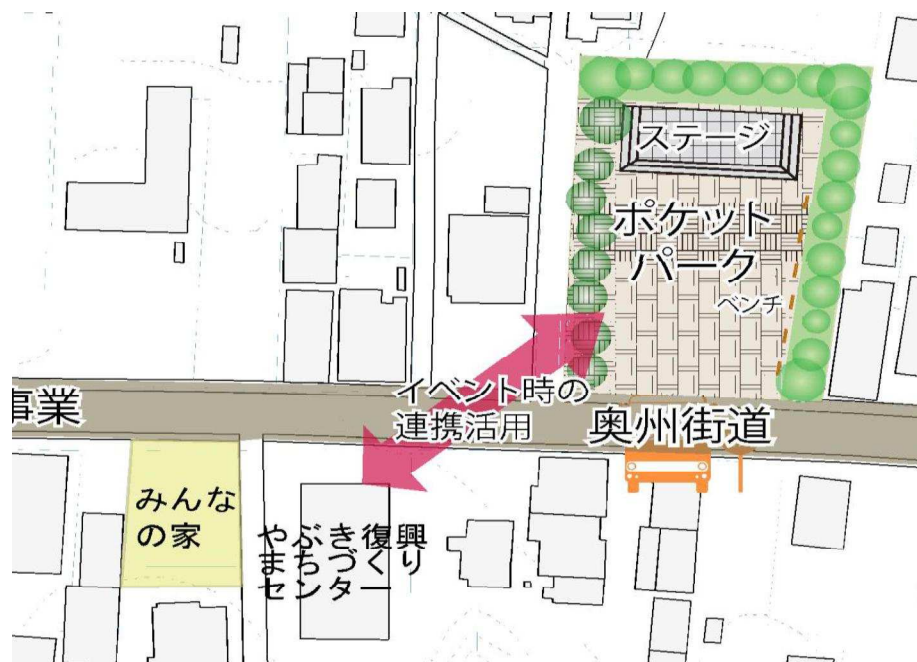 ステージ
ポケット
パーク
ベンチ
イベント時の
連携活用
事業
奥州街道
みんな
の家
やぶき復興
まちづくり
センター